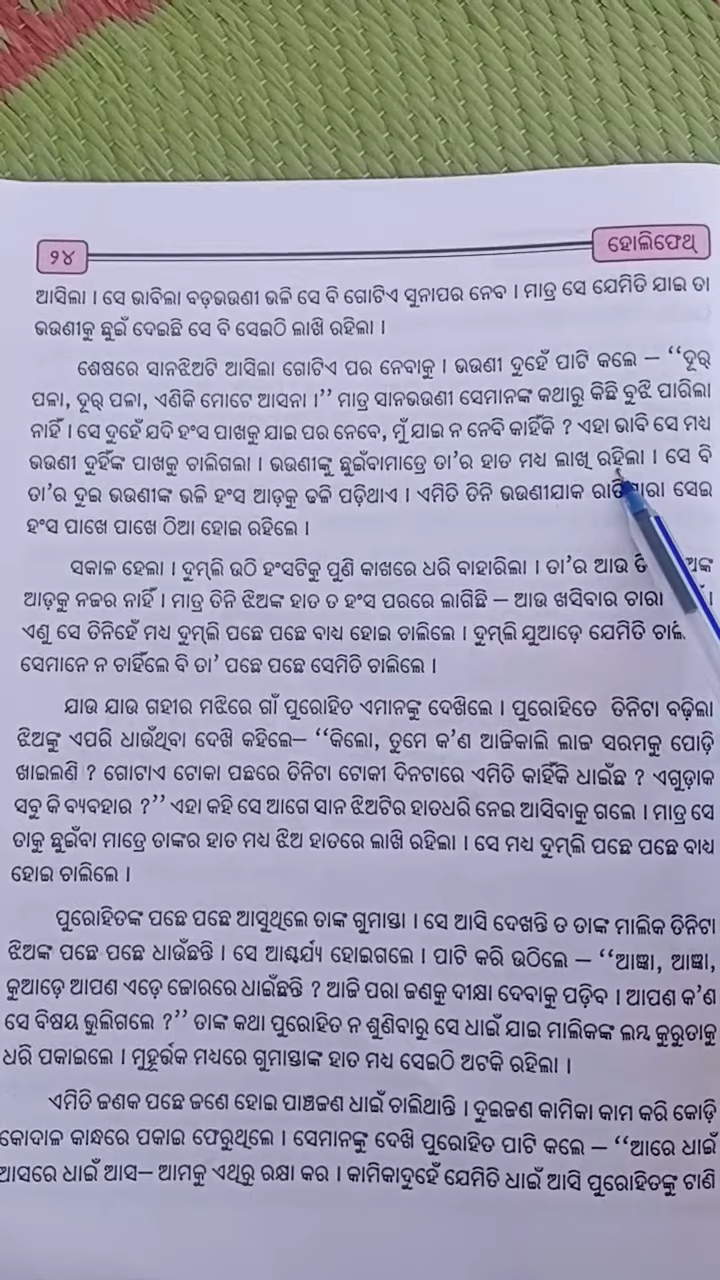 ୨୪
ହୋଲିଫେଥ୍
ଆସିଲା । ସେ ଭାବିଲା ବଡ଼ଭଉଣୀ ଭଳି ସେ ବି ଗୋଟିଏ ସୁନାପର ନେବ । ମାତ୍ର ସେ ଯେମିତି ଯାଇ ତା
ଭଉଣୀକୁ ଛୁଇଁ ଦେଇଛି ସେ ବି ସେଇଠି ଲାଖି ରହିଲା ।
ଶେଷରେ ସାନଝିଅଟି ଆସିଲା ଗୋଟିଏ ପର ନେବାକୁ । ଭଉଣୀ ଦୁହେଁ ପାଟି କଲେ – ‘‘ଦୂର୍
ପଳା, ଦୂର୍ ପଳା, ଏଣିକି ମୋଟେ ଆସନା ।’’ ମାତ୍ର ସାନଭଉଣୀ ସେମାନଙ୍କ କଥାରୁ କିଛି ବୁଝି ପାରିଲା
ନାହିଁ । ସେ ଦୁହେଁ ଯଦି ହଂସ ପାଖକୁ ଯାଇ ପର ନେବେ, ମୁଁ ଯାଇ ନ ନେବି କାହିଁକି ? ଏହା ଭାବି ସେ ମଧ୍ୟ
ଭଉଣୀ ଦୁହିଁଙ୍କ ପାଖକୁ ଚାଲିଗଲା । ଭଉଣୀଙ୍କୁ ଛୁଇଁବାମାତ୍ରେ ତା’ର ହାତ ମଧ୍ୟ ଲାଖି ରହିଲା । ସେ ବି
ତା’ର ଦୁଇ ଭଉଣୀଙ୍କ ଭଳି ହଂସ ଆଡ଼କୁ ଢଳି ପଡ଼ିଥାଏ । ଏମିତି ତିନି ଭଉଣୀଯାକ ସେଇ
ହଂସ ପାଖେ ପାଖେ ଠିଆ ହୋଇ ରହିଲେ ।
ସକାଳ ହେଲା । ଦୁମ୍‌ଲି ଉଠି ହଂସଟିକୁ ପୁଣି କାଖରେ ଧରି ବାହାରିଲା । ତା’ର ଆଉ
ଆଡ଼କୁ ନଜର ନାହିଁ । ମାତ୍ର ତିନି ଝିଅଙ୍କ ହାତ ତ ହଂସ ପରରେ ଲାଗିଛି – ଆଉ ଖସିବାର ଚାରା
ଏଣୁ ସେ ତିନିହେଁ ମଧ୍ୟ ଦୁମ୍‌ଲି ପଛେ ପଛେ ବାଧ୍ୟ ହୋଇ ଚାଲିଲେ । ଦୁମ୍‌ଲି ଯୁଆଡ଼େ ଯେମିତି
ସେମାନେ ନ ଚାହିଁଲେ ବି ତା’ ପଛେ ପଛେ ସେମିତି ଚାଲିଲେ ।
ଯାଉ ଯାଉ ଗହୀର ମଝିରେ ଗାଁ ପୁରୋହିତ ଏମାନଙ୍କୁ ଦେଖିଲେ । ପୁରୋହିତେ ତିନିଟା ବଢ଼ିଲା
ଝିଅଙ୍କୁ ଏପରି ଧାଉଁଥିବା ଦେଖି କହିଲେ– ‘‘କିଲୋ, ତୁମେ କ’ଣ ଆଜିକାଲି ଲାଜ ସରମକୁ ପୋଡ଼ି
ଖାଇଲଣି ? ଗୋଟାଏ ଟୋକା ପଛରେ ତିନିଟା ଟୋକୀ ଦିନଟାରେ ଏମିତି କାହିଁକି ଧାଇଁଛ ? ଏଗୁଡ଼ାକ
ସବୁ କି ବ୍ୟବହାର ?’’ ଏହା କହି ସେ ଆଗେ ସାନ ଝିଅଟିର ହାତଧରି ନେଇ ଆସିବାକୁ ଗଲେ । ମାତ୍ର ସେ
ତାକୁ ଛୁଇଁବା ମାତ୍ରେ ତାଙ୍କର ହାତ ମଧ୍ୟ ଝିଅ ହାତରେ ଲାଖି ରହିଲା । ସେ ମଧ୍ୟ ଦୁମ୍‌ଲି ପଛେ ପଛେ ବାଧ୍ୟ
ହୋଇ ଚାଲିଲେ ।
ପୁରୋହିତଙ୍କ ପଛେ ପଛେ ଆସୁଥିଲେ ତାଙ୍କ ଗୁମାସ୍ତା । ସେ ଆସି ଦେଖନ୍ତି ତ ତାଙ୍କ ମାଲିକ ତିନିଟା
ଝିଅଙ୍କ ପଛେ ପଛେ ଧାଉଁଛନ୍ତି । ସେ ଆଶ୍ଚର୍ଯ୍ୟ ହୋଇଗଲେ । ପାଟି କରି ଉଠିଲେ – ‘‘ଆଜ୍ଞା, ଆଜ୍ଞା,
କୁଆଡ଼େ ଆପଣ ଏଡ଼େ ଜୋରରେ ଧାଇଁଛନ୍ତି ? ଆଜି ପରା ଜଣକୁ ଦୀକ୍ଷା ଦେବାକୁ ପଡ଼ିବ । ଆପଣ କ’ଣ
ସେ ବିଷୟ ଭୁଲିଗଲେ ?’’ ତାଙ୍କ କଥା ପୁରୋହିତ ନ ଶୁଣିବାରୁ ସେ ଧାଇଁ ଯାଇ ମାଲିକଙ୍କ ଲମ୍ବ କୁରୁତାକୁ
ଧରି ପକାଇଲେ । ମୁହୂର୍ତ୍ତକ ମଧ୍ୟରେ ଗୁମାସ୍ତାଙ୍କ ହାତ ମଧ୍ୟ ସେଇଠି ଅଟକି ରହିଲା ।
ଏମିତି ଜଣକ ପଛେ ଜଣେ ହୋଇ ପାଞ୍ଚଜଣ ଧାଇଁ ଚାଲିଥାନ୍ତି । ଦୁଇଜଣ କାମିକା କାମ କରି କୋଡ଼ି
କୋଦାଳ କାନ୍ଧରେ ପକାଇ ଫେରୁଥିଲେ । ସେମାନଙ୍କୁ ଦେଖି ପୁରୋହିତ ପାଟି କଲେ – ‘‘ଆରେ ଧାଇଁ
ଆସରେ ଧାଇଁ ଆସ– ଆମକୁ ଏଥିରୁ ରକ୍ଷା କର । କାମିକାଦୁହେଁ ଯେମିତି ଧାଇଁ ଆସି ପୁରୋହିତଙ୍କୁ ଟାଣି